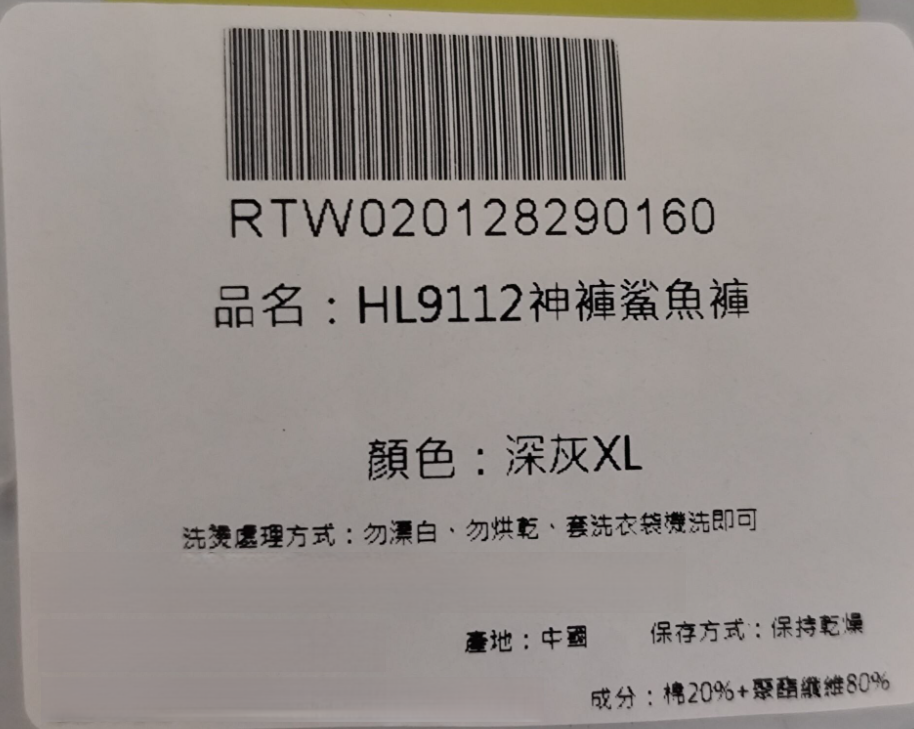 RTW020128290160
品名：HL9112神褲鯊魚褲
顏色：深灰XL
洗燙處理方式：勿漂白、勿烘乾、套洗衣袋機洗即可
產地：中國 保存方式：保持乾燥
成分：棉20%+聚酯纖維80%